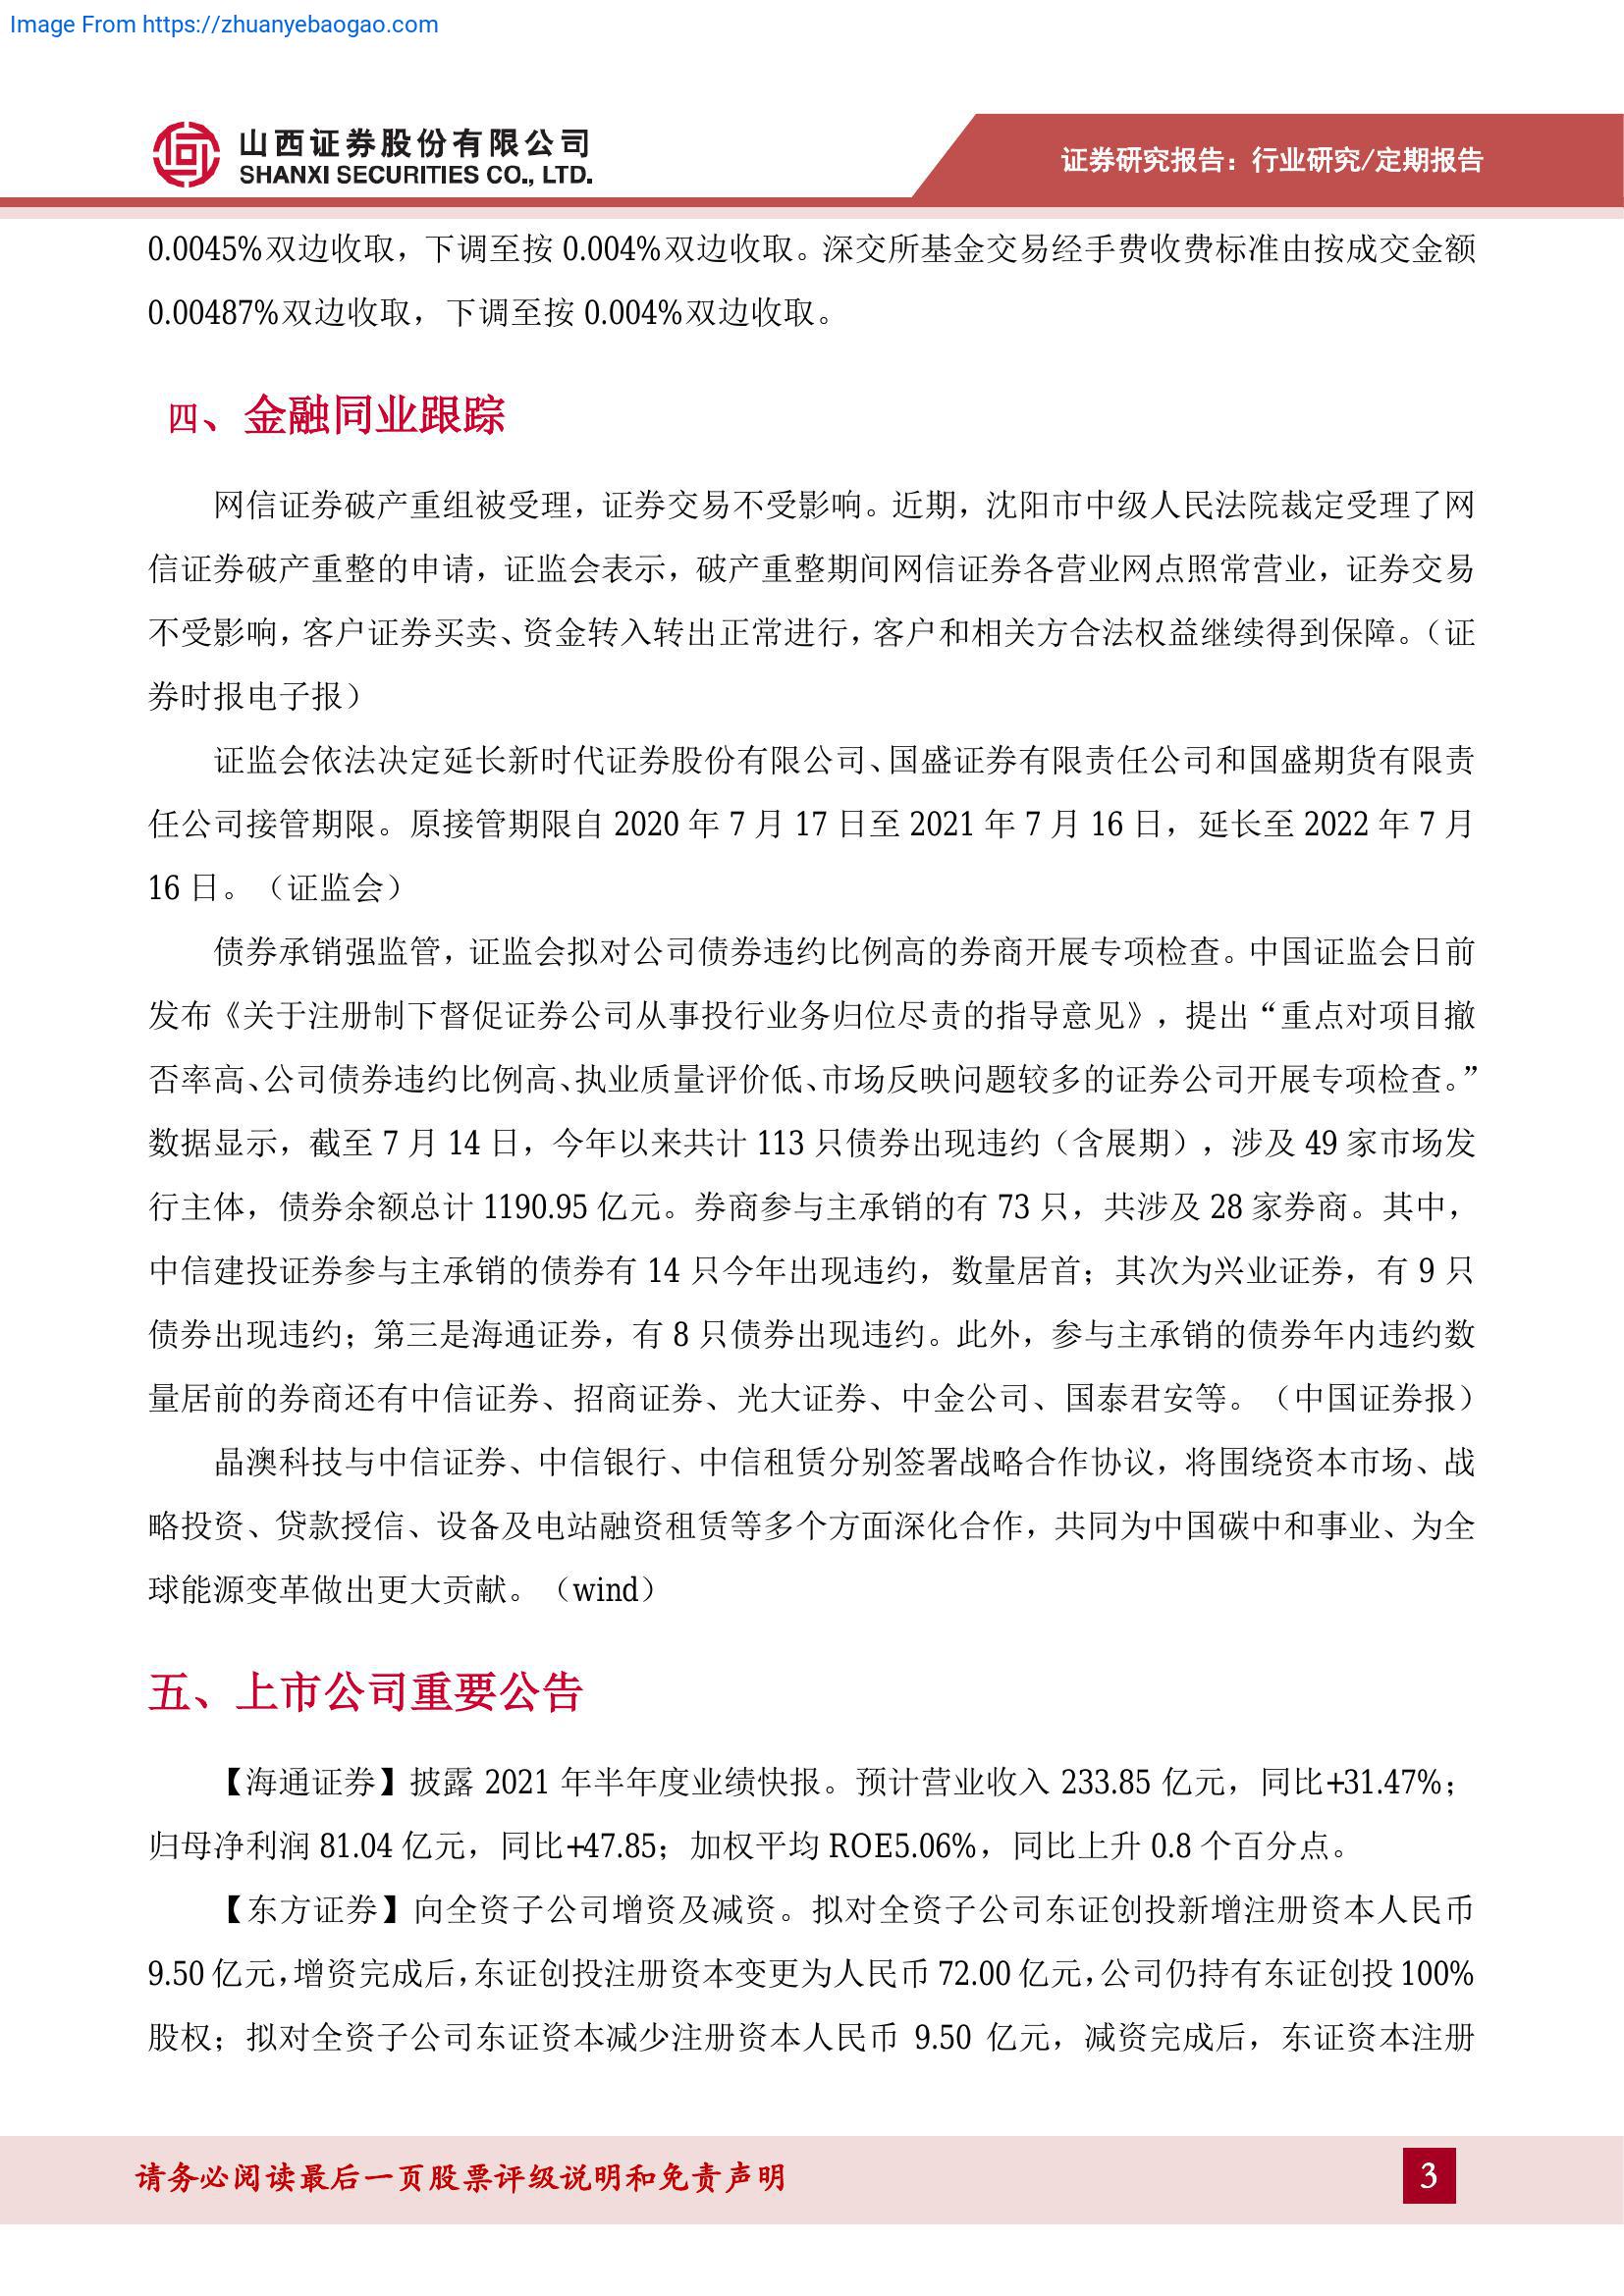 Image From https://zhuanyebaogao.com
山西证券股份有限公司
SHANXI SECURITIES CO., LTD.
证券研究报告：行业研究/定期报告
0.0045%双边收取，下调至按 0.004%双边收取。深交所基金交易经手费收费标准由按成交金额
0.00487%双边收取，下调至按 0.004%双边收取。
四、金融同业跟踪
网信证券破产重组被受理，证券交易不受影响。近期，沈阳市中级人民法院裁定受理了网
信证券破产重整的申请，证监会表示，破产重整期间网信证券各营业网点照常营业，证券交易
不受影响，客户证券买卖、资金转入转出正常进行，客户和相关方合法权益继续得到保障。（证
券时报电子报）
证监会依法决定延长新时代证券股份有限公司、国盛证券有限责任公司和国盛期货有限责
任公司接管期限。原接管期限自 2020 年 7 月 17 日至 2021 年 7 月 16 日，延长至 2022 年 7 月
16 日。（证监会）
债券承销强监管，证监会拟对公司债券违约比例高的券商开展专项检查。中国证监会日前
发布《关于注册制下督促证券公司从事投行业务归位尽责的指导意见》，提出“重点对项目撤
否率高、公司债券违约比例高、执业质量评价低、市场反映问题较多的证券公司开展专项检查。”
数据显示，截至 7 月 14 日，今年以来共计 113 只债券出现违约（含展期），涉及 49 家市场发
行主体，债券余额总计 1190.95 亿元。券商参与主承销的有 73 只，共涉及 28 家券商。其中，
中信建投证券参与主承销的债券有 14 只今年出现违约，数量居首；其次为兴业证券，有 9 只
债券出现违约；第三是海通证券，有 8 只债券出现违约。此外，参与主承销的债券年内违约数
量居前的券商还有中信证券、招商证券、光大证券、中金公司、国泰君安等。（中国证券报）
晶澳科技与中信证券、中信银行、中信租赁分别签署战略合作协议，将围绕资本市场、战
略投资、贷款授信、设备及电站融资租赁等多个方面深化合作，共同为中国碳中和事业、为全
球能源变革做出更大贡献。（wind）
五、上市公司重要公告
【海通证券】披露 2021 年半年度业绩快报。预计营业收入 233.85 亿元，同比+31.47%；
归母净利润 81.04 亿元，同比+47.85；加权平均 ROE5.06%，同比上升 0.8 个百分点。
【东方证券】向全资子公司增资及减资。拟对全资子公司东证创投新增注册资本人民币
9.50 亿元，增资完成后，东证创投注册资本变更为人民币 72.00 亿元，公司仍持有东证创投 100%
股权；拟对全资子公司东证资本减少注册资本人民币 9.50 亿元，减资完成后，东证资本注册
请务必阅读最后一页股票评级说明和免责声明
3